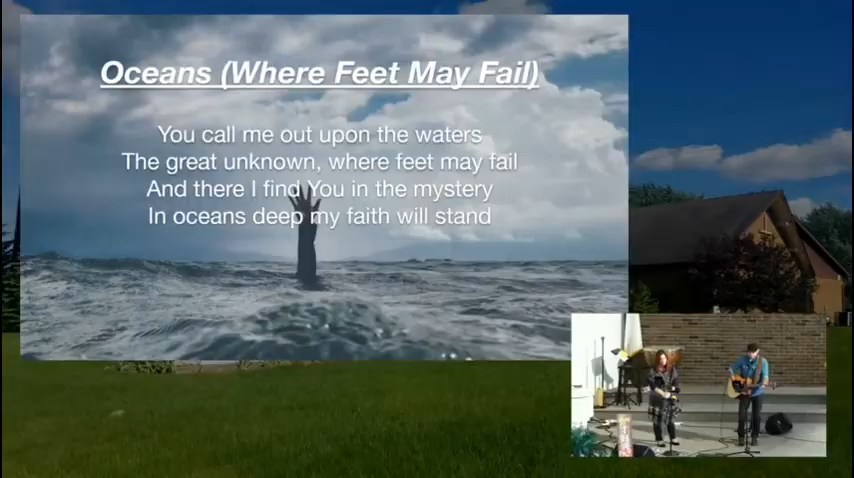 Oceans (Where Feet May Fail)
You call me out upon the waters
The great unknown, where feet may fail
And there I find You in the mystery
In oceans deep my faith will stand